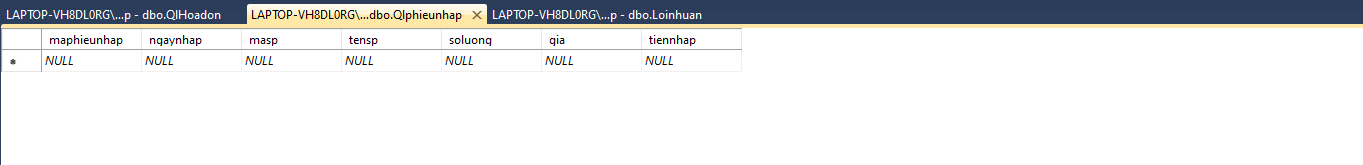 LAPTOP-VH8DL0RG\...p - dbo.QlHoadon LAPTOP-VH8DL0RG\...dbo.Qlphieunhap LAPTOP-VH8DL0RG\...p - dbo.Loinhuan
maphieunhap ngaynhap masp tensp soluong gia tiennhap
NULL NULL NULL NULL NULL NULL NULL